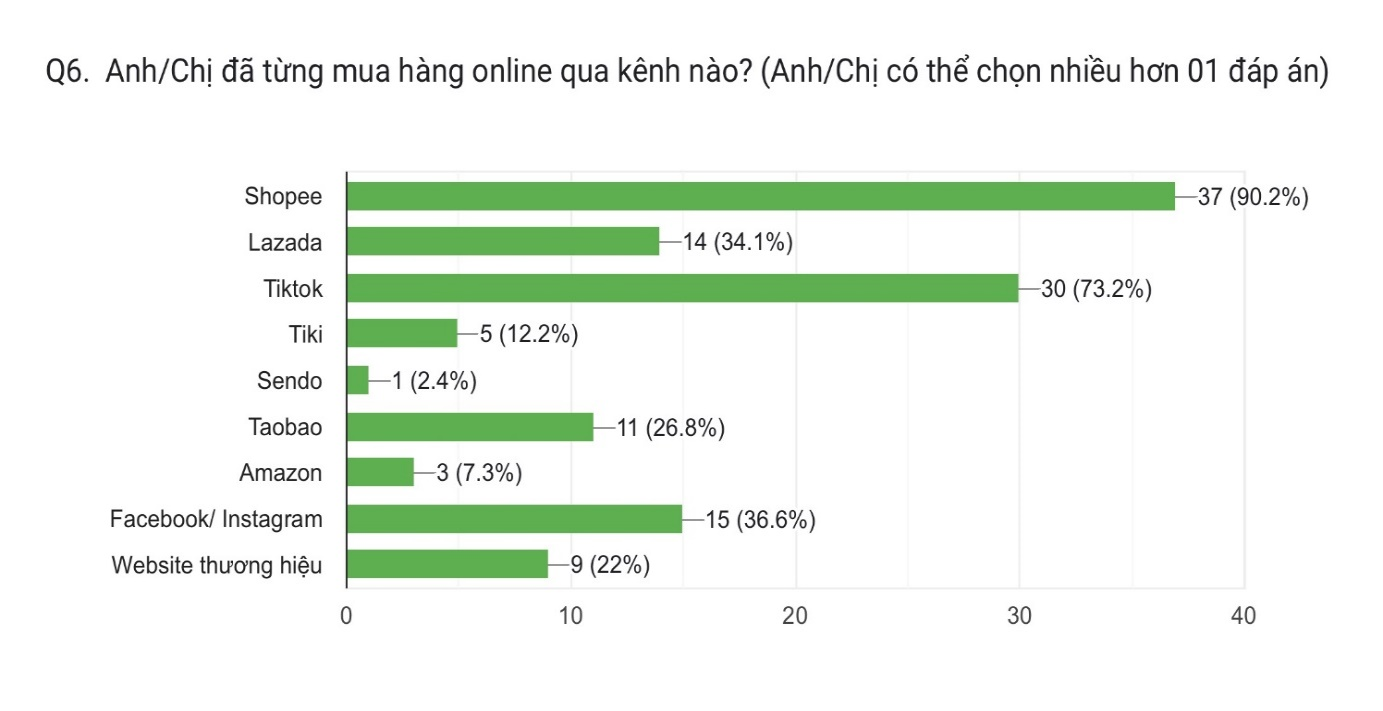 Q6. Anh/Chị đã từng mua hàng online qua kênh nào? (Anh/Chị có thể chọn nhiều hơn 01 đáp án)
Shopee 37 (90.2%)
Lazada 14 (34.1%)
Tiktok 30 (73.2%)
Tiki 5 (12.2%)
Sendo 1 (2.4%)
Taobao 11 (26.8%)
Amazon 3 (7.3%)
Facebook/ Instagram 15 (36.6%)
Website thương hiệu 9 (22%)
0 10 20 30 40